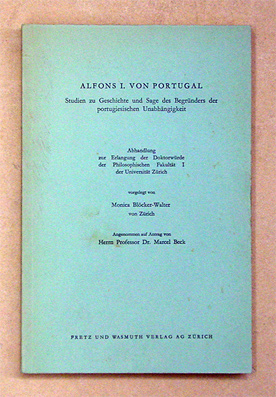 ALFONS I. VON PORTUGAL
Studien zu Geschichte und Sage des Begründers der
portugiesischen Unabhängigkeit
Abhandlung
zur Erlangung der Doktorwürde
der Philosophischen Fakultät I
der Universität Zürich
vorgelegt von
Monica Blöcker-Walter
von Zürich
Angenommen auf Antrag von
Herrn Professor Dr. Marcel Beck
FRETZ UND WASMUTH VERLAG AG ZÜRICH